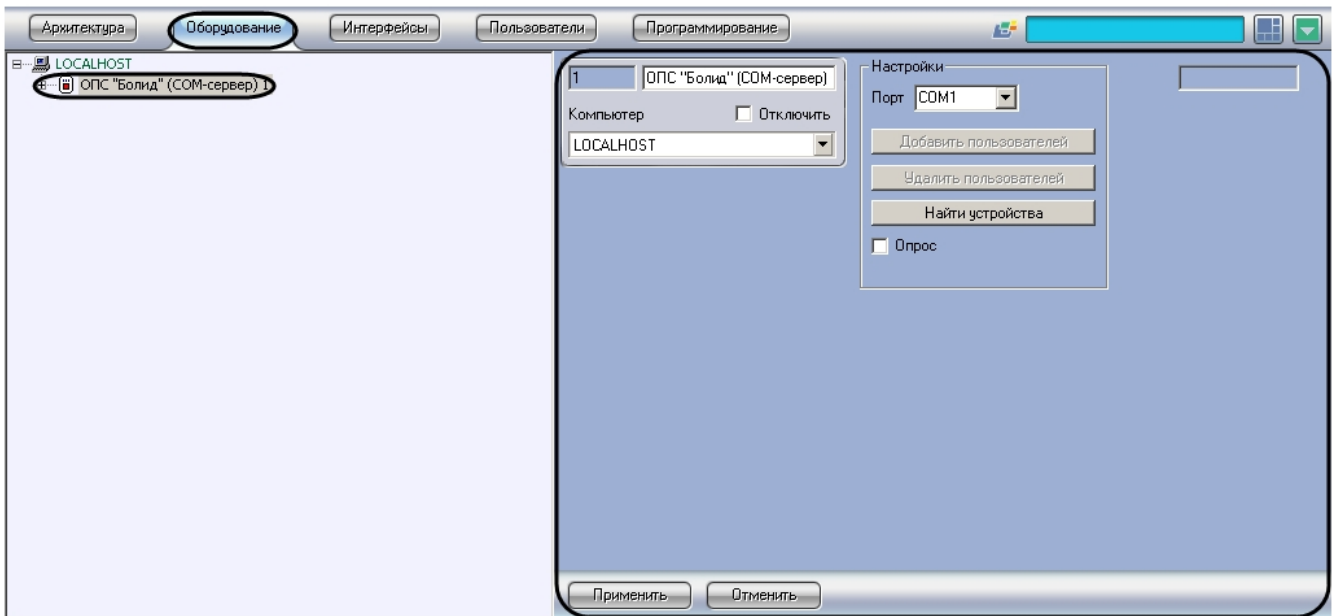 Архитектура Оборудование Интерфейсы Пользователи Программирование
LOCALHOST
ОПС "Болид" (COM-сервер) 1
1 ОПС "Болид" (COM-сервер)
Компьютер Отключить
LOCALHOST
Настройки
Порт COM1
Добавить пользователей
Удалить пользователей
Найти устройства
Опрос
Применить Отменить